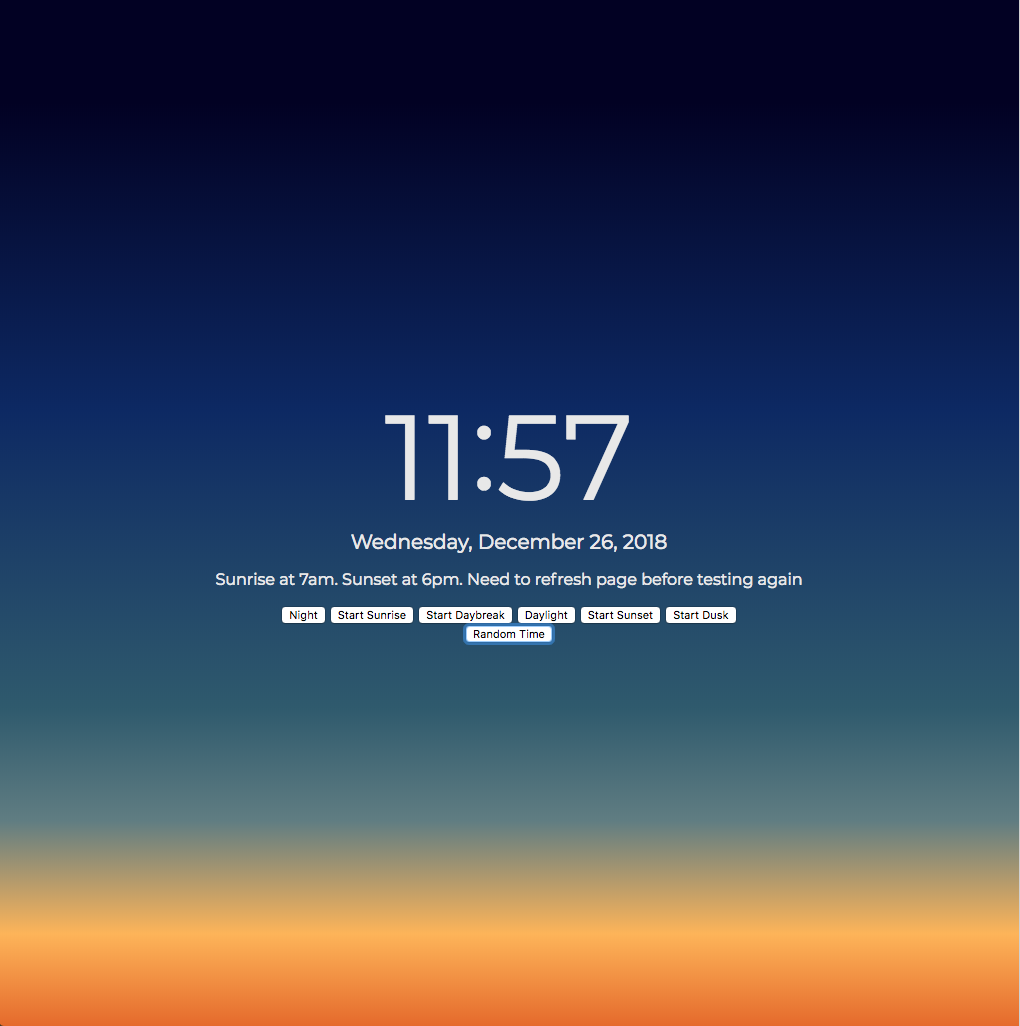 11:57
Wednesday, December 26, 2018
Sunrise at 7am. Sunset at 6pm. Need to refresh page before testing again
Night Start Sunrise Start Daybreak Daylight Start Sunset Start Dusk
Random Time